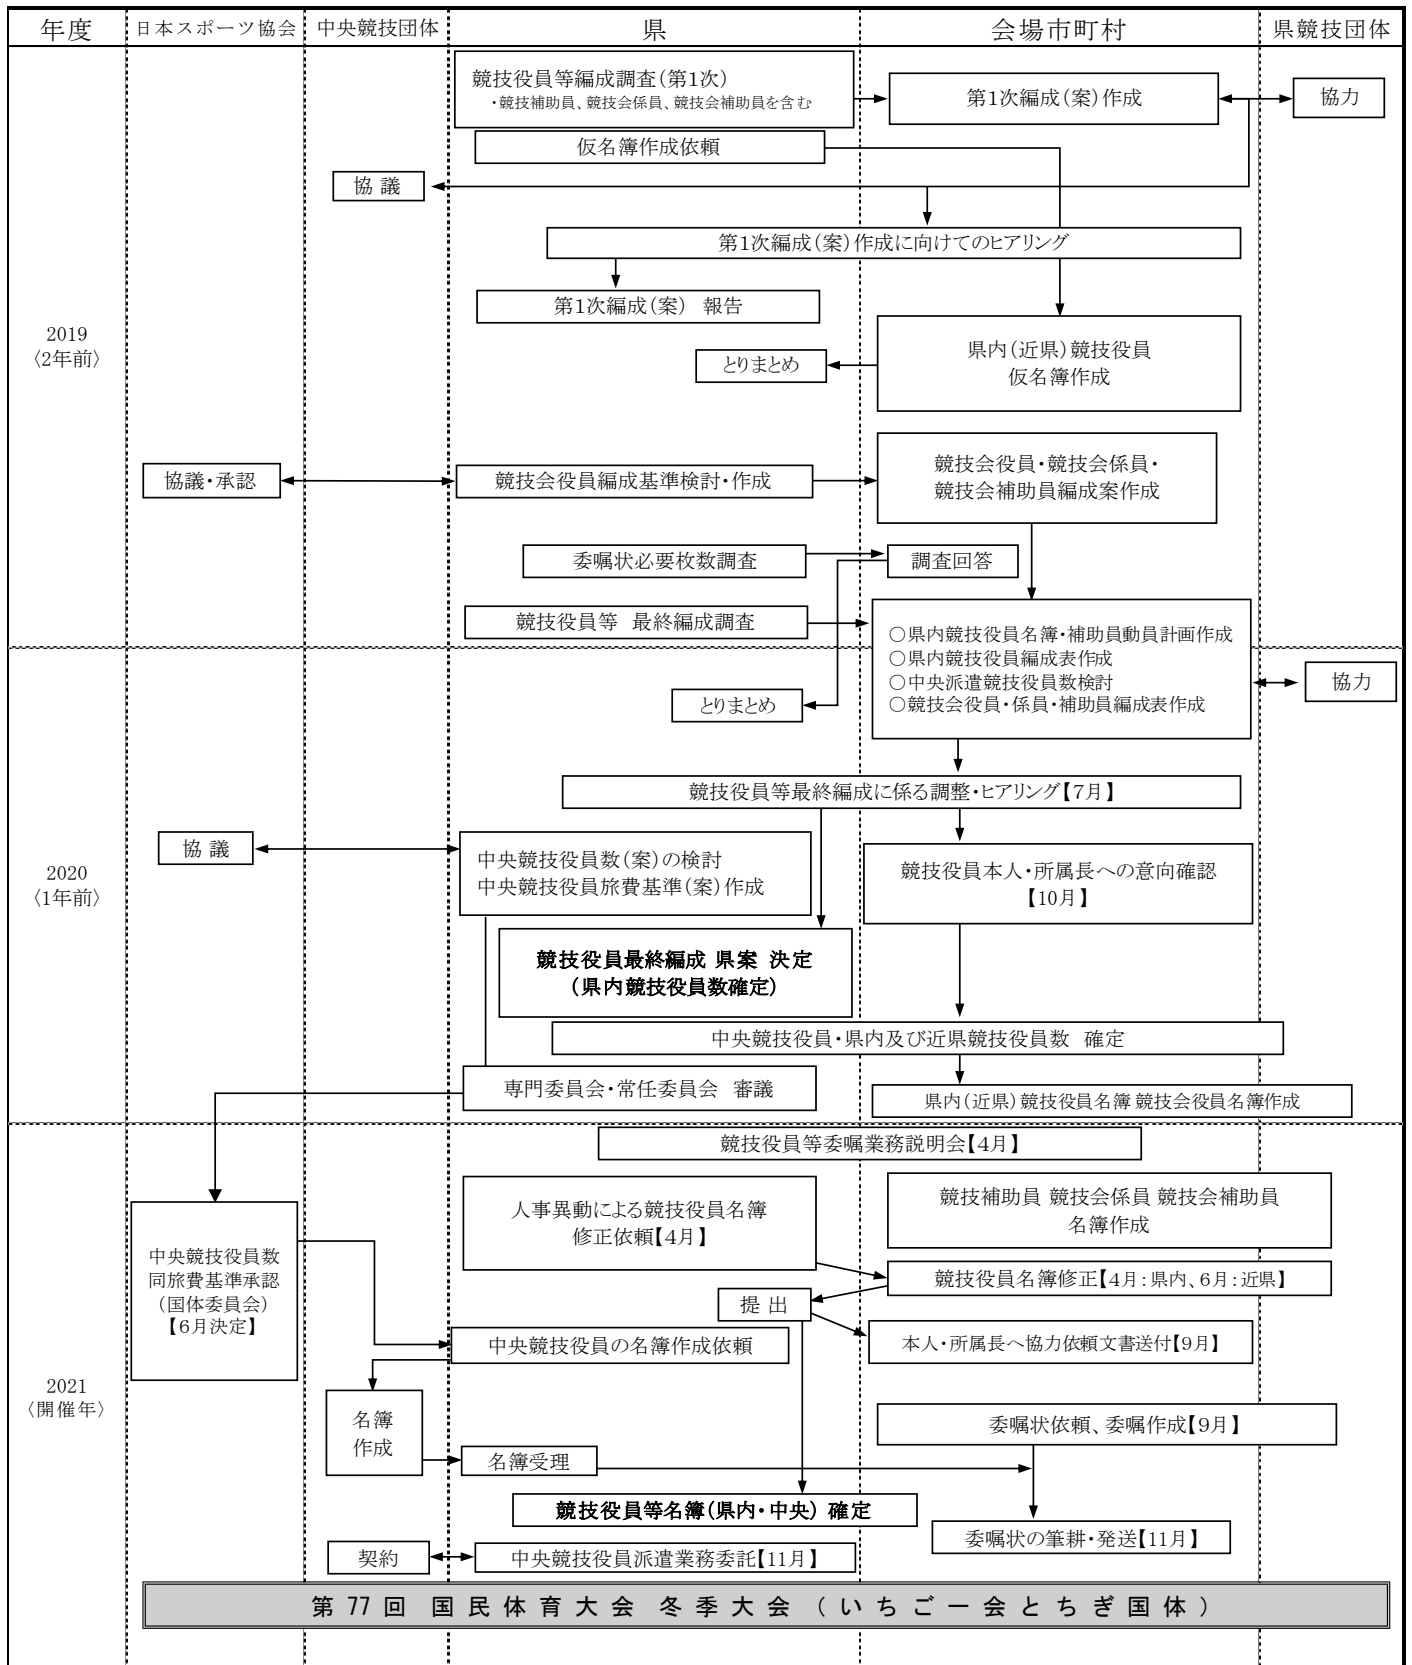 年度
日本スポーツ協会
中央競技団体
県
会場市町村
県競技団体
競技役員等編成調査(第1次)
・競技補助員、競技会係員、競技会補助員を含む
第1次編成(案)作成
協力
仮名簿作成依頼
協 議
第1次編成(案)作成に向けてのヒアリング
第1次編成(案) 報告
2019
〈2年前〉
県内(近県)競技役員
仮名簿作成
とりまとめ
協議・承認
競技会役員編成基準検討・作成
競技会役員・競技会係員・
競技会補助員編成案作成
委嘱状必要枚数調査
調査回答
競技役員等 最終編成調査
○県内競技役員名簿・補助員動員計画作成
○県内競技役員編成表作成
○中央派遣競技役員数検討
○競技会役員・係員・補助員編成表作成
協力
とりまとめ
競技役員等最終編成に係る調整・ヒアリング【7月】
協 議
中央競技役員数(案)の検討
中央競技役員旅費基準(案)作成
2020
〈1年前〉
競技役員本人・所属長への意向確認
【10月】
競技役員最終編成 県案 決定
(県内競技役員数確定)
中央競技役員・県内及び近県競技役員数 確定
専門委員会・常任委員会 審議
県内(近県)競技役員名簿 競技会役員名簿作成
競技役員等委嘱業務説明会【4月】
人事異動による競技役員名簿
修正依頼【4月】
競技補助員 競技会係員 競技会補助員
名簿作成
中央競技役員数
同旅費基準承認
(国体委員会)
【6月決定】
競技役員名簿修正【4月:県内、6月:近県】
提 出
中央競技役員の名簿作成依頼
本人・所属長へ協力依頼文書送付【9月】
2021
〈開催年〉
名簿
作成
委嘱状依頼、委嘱作成【9月】
名簿受理
競技役員等名簿(県内・中央) 確定
委嘱状の筆耕・発送【11月】
契約
中央競技役員派遣業務委託【11月】
第 77 回 国 民 体 育 大 会 冬 季 大 会 ( い ち ご 一 会 と ち ぎ 国 体 )